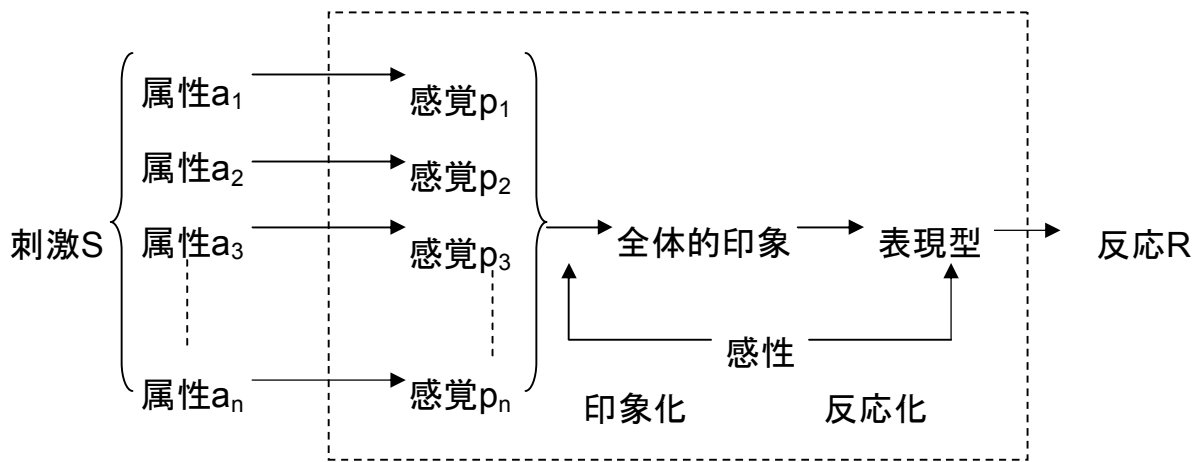 属性a1 感覚p1
属性a2 感覚p2
刺激S 属性a3 感覚p3 全体的印象 表現型 反応R
感性
属性an 感覚pn 印象化 反応化